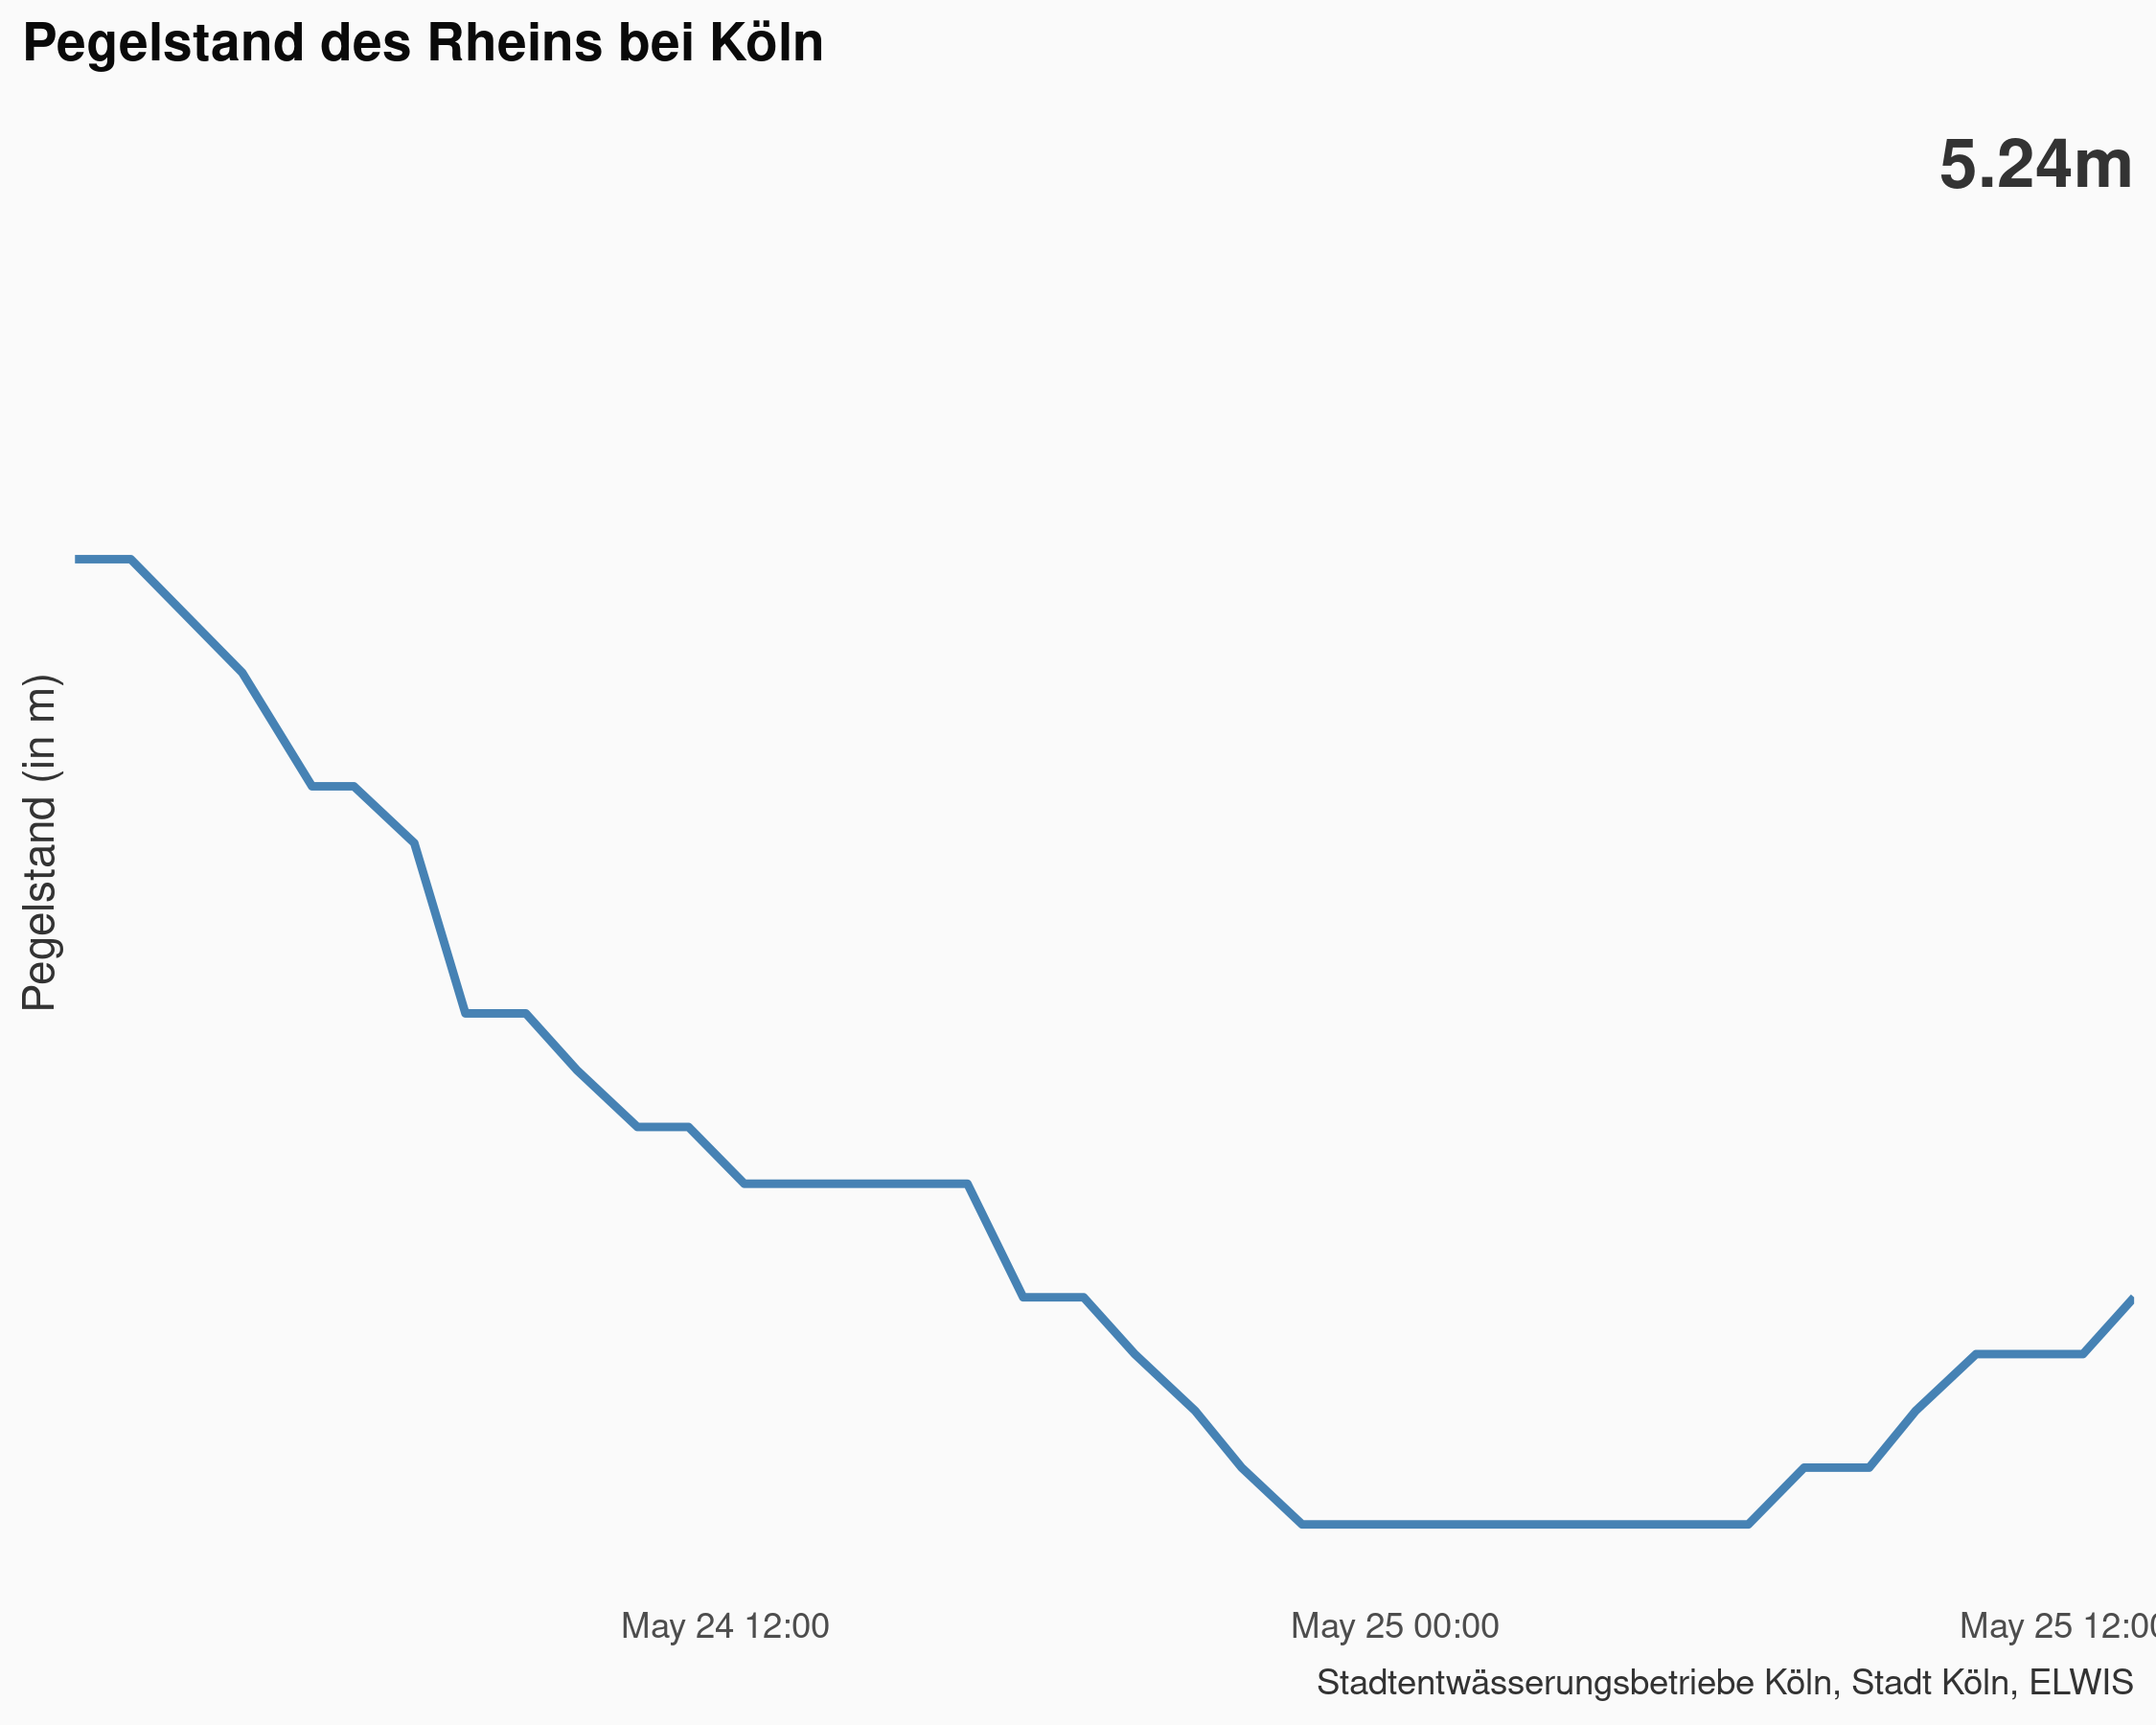 Pegelstand des Rheins bei Köln
5.24m
Pegelstand (in m)
May 24 12:00
May 25 00:00
May 25 12:00
Stadtentwässerungsbetriebe Köln, Stadt Köln, ELWIS